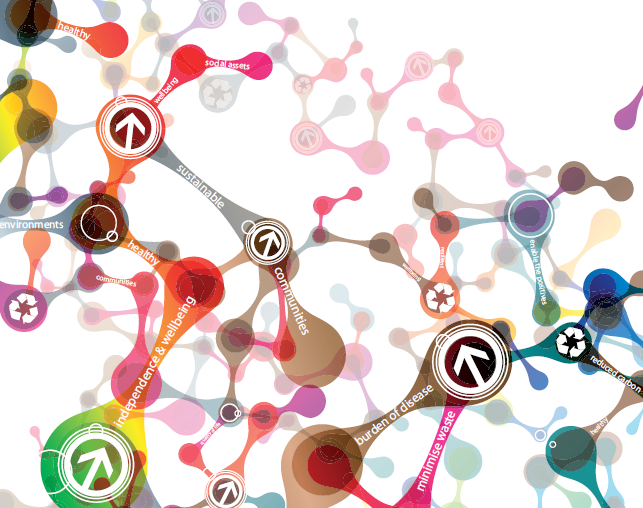 healthy
social assets
wellbeing
sustainable
environments
healthy
communities
communities
enable the positives
independence & wellbeing
reduced carbon
burden of disease
minimise waste
healthy